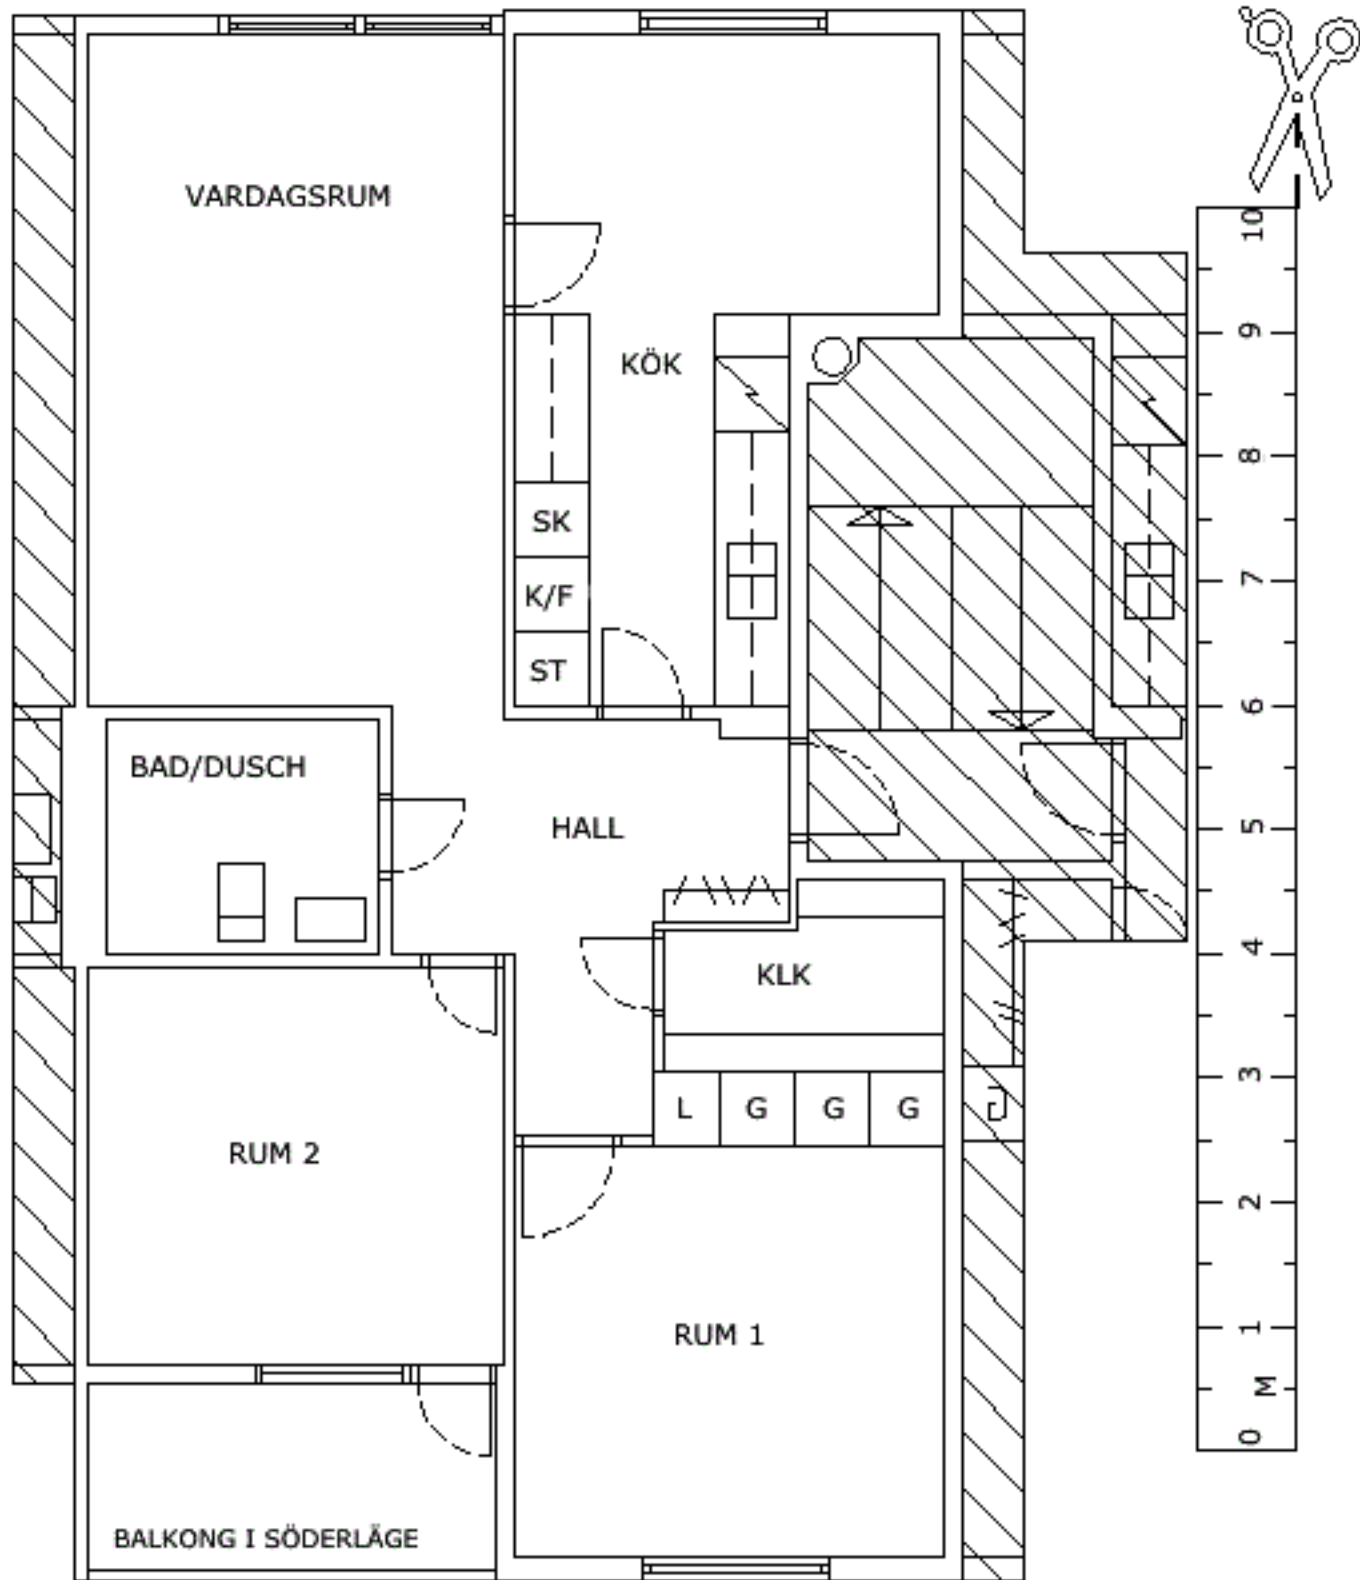 VARDAGSRUM
KÖK
SK
K/F
ST
BAD/DUSCH
HALL
KLK
L G G G
RUM 2
RUM 1
BALKONG I SÖDERLÄGE
10
9
8
7
6
5
4
3
2
1
M
0